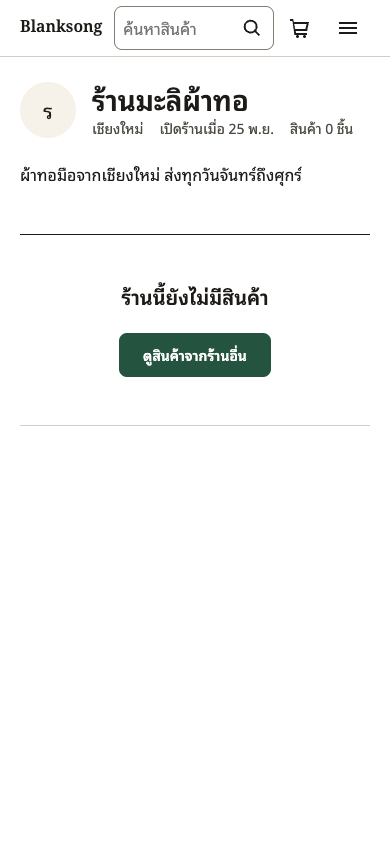 Blanksong
ค้นหาสินค้า
ร
ร้านมะลิผ้าทอ
เชียงใหม่ เปิดร้านเมื่อ 25 พ.ย. สินค้า 0 ชิ้น
ผ้าทอมือจากเชียงใหม่ ส่งทุกวันจันทร์ถึงศุกร์
ร้านนี้ยังไม่มีสินค้า
ดูสินค้าจากร้านอื่น